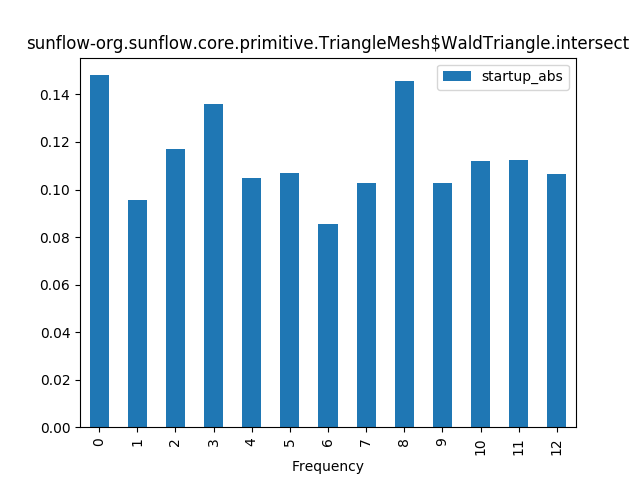 sunflow-org.sunflow.core.primitive.TriangleMesh$WaldTriangle.intersect
startup_abs
0.14
0.12
0.10
0.08
0.06
0.04
0.02
0.00
0 1 2 3 4 5 6 7 8 9 10 11 12
Frequency